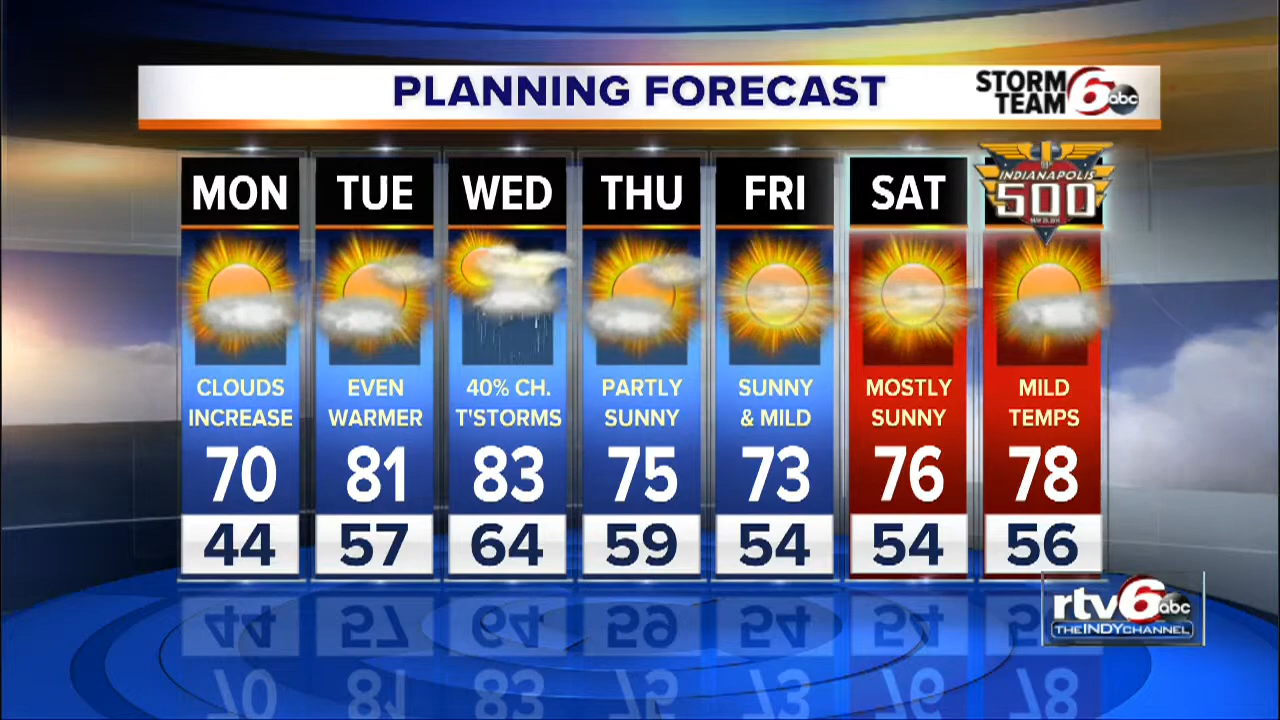 PLANNING FORECAST
STORM
TEAM 6 abc
MON TUE WED THU FRI SAT
INDIANAPOLIS
500
CLOUDS EVEN 40% CH. PARTLY SUNNY MOSTLY MILD
INCREASE WARMER T'STORMS SUNNY & MILD SUNNY TEMPS
70 81 83 75 73 76 78
44 57 64 59 54 54 56
rtv6 abc
THE INDY CHANNEL